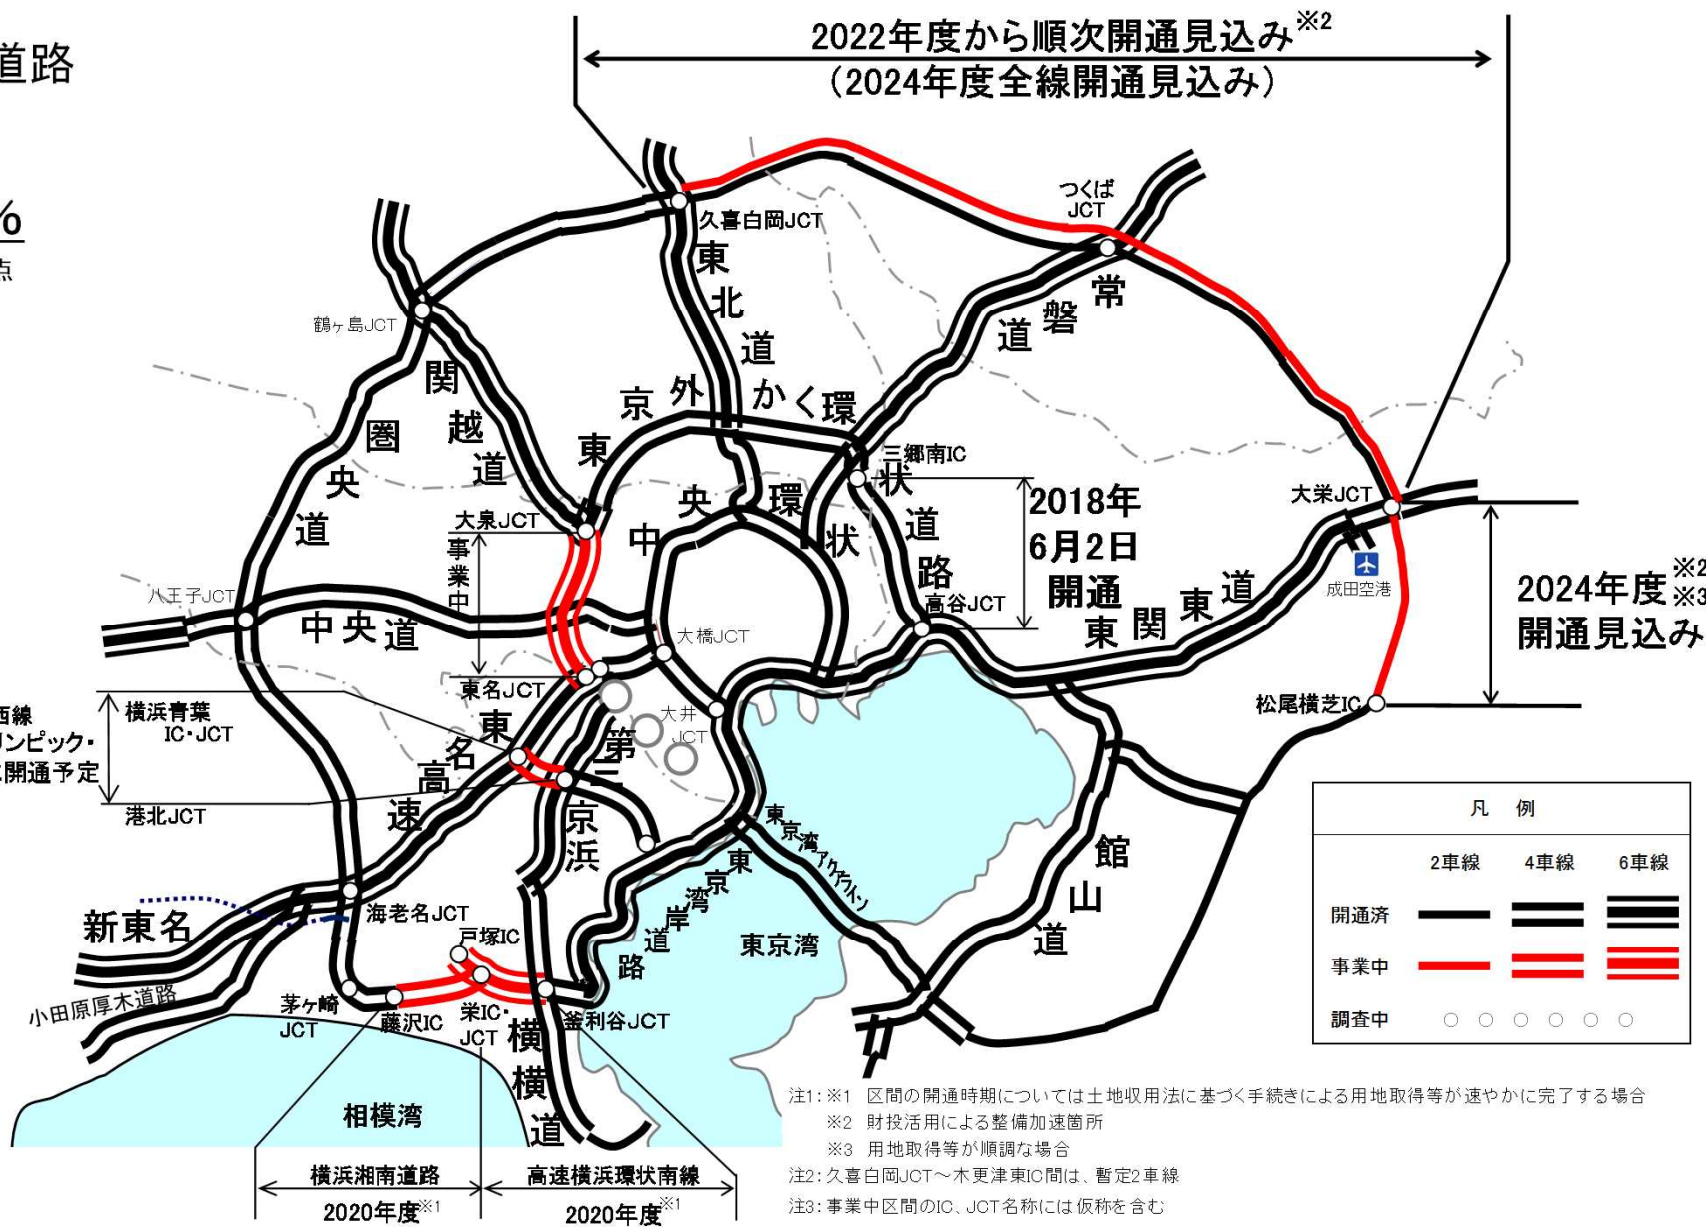 道路
%
点
2022年度から順次開通見込み※2
(2024年度全線開通見込み)
つくば
JCT
久喜白岡JCT
東北道
常磐道
鶴ヶ島JCT
関越道
圏央道
東京外かく環状道路
三郷南IC
2018年
6月2日
開通
大栄JCT
成田空港
2024年度※2
※3
開通見込み
大泉JCT
事業中
中央環状
高谷JCT
東関東道
八王子JCT
中央道
大橋JCT
東名JCT
松尾横芝IC
大井
JCT
西線
リンピック・
開通予定
横浜青葉
IC・JCT
港北JCT
東名高速
第三京浜
東京湾アクアライン
東京湾岸道路
館山道
東京湾
新東名
海老名JCT
戸塚IC
小田原厚木道路
茅ヶ崎
JCT
藤沢IC
栄IC・
JCT
釜利谷JCT
横横道
相模湾
横浜湘南道路
2020年度※1
高速横浜環状南線
2020年度※1
凡 例
2車線 4車線 6車線
開通済
事業中
調査中 ○ ○ ○ ○ ○ ○
注1:※1 区間の開通時期については土地収用法に基づく手続きによる用地取得等が速やかに完了する場合
※2 財投活用による整備加速箇所
※3 用地取得等が順調な場合
注2:久喜白岡JCT～木更津東IC間は、暫定2車線
注3:事業中区間のIC、JCT名称には仮称を含む